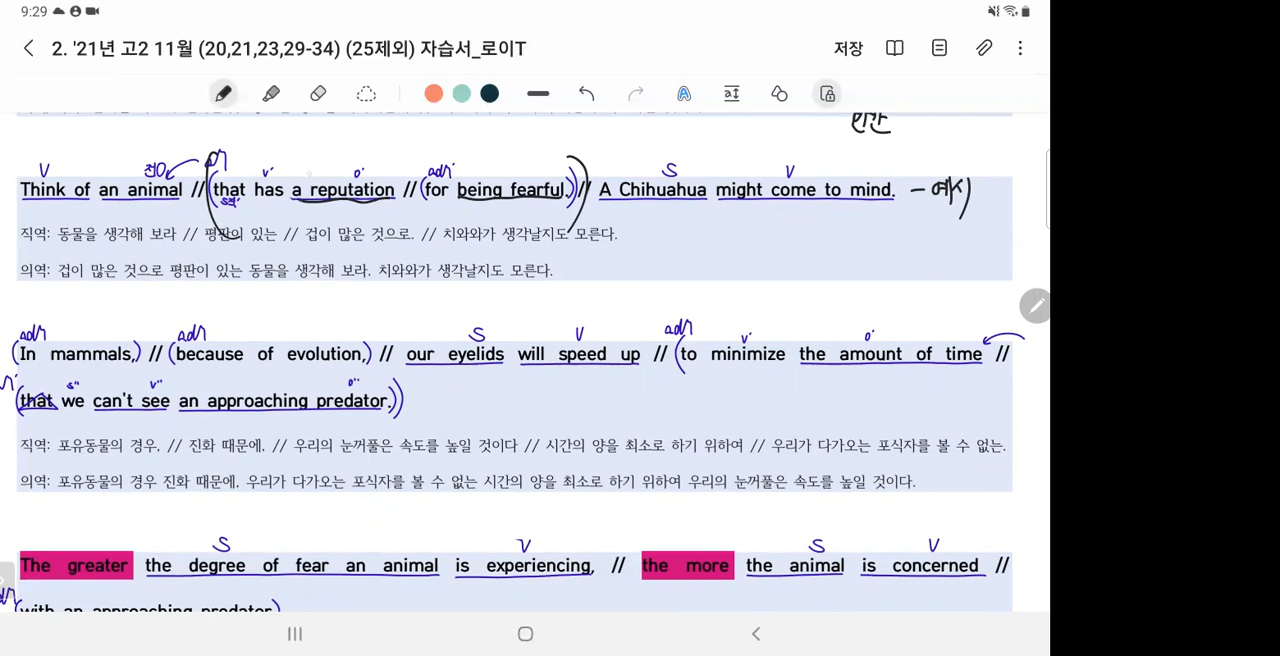 9:29
2. '21년 고2 11월 (20,21,23,29-34) (25제외) 자습서_로이T 저장
인간
V 전O adj v' o' adj' S V
Think of an animal // (that has a reputation // (for being fearful.)) // A Chihuahua might come to mind. – 예시)
직역: 동물을 생각해 보라 // 평판이 있는 // 겁이 많은 것으로. // 치와와가 생각날지도 모른다.
의역: 겁이 많은 것으로 평판이 있는 동물을 생각해 보라. 치와와가 생각날지도 모른다.
S V v' o'
(In mammals,) // (because of evolution,) // our eyelids will speed up // (to minimize the amount of time //
s" v" o"
(that we can't see an approaching predator.))
직역: 포유동물의 경우, // 진화 때문에, // 우리의 눈꺼풀은 속도를 높일 것이다 // 시간의 양을 최소로 하기 위하여 // 우리가 다가오는 포식자를 볼 수 없는.
의역: 포유동물의 경우 진화 때문에, 우리가 다가오는 포식자를 볼 수 없는 시간의 양을 최소로 하기 위하여 우리의 눈꺼풀은 속도를 높일 것이다.
S V S V
The greater the degree of fear an animal is experiencing, // the more the animal is concerned //
(with an approaching predator.)